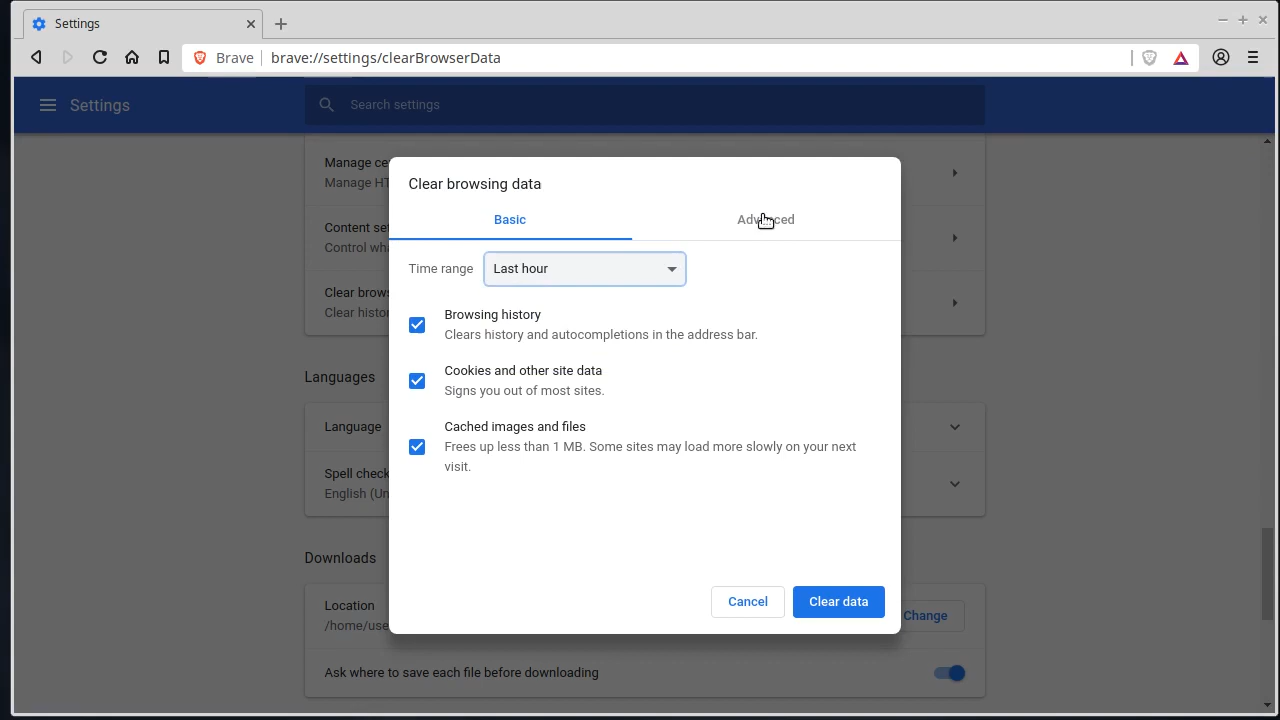 Settings
Brave
brave://settings/clearBrowserData
Settings
Search settings
Manage ce
Manage HT
Content set
Control wha
Clear brows
Clear histor
Clear browsing data
Basic
Advanced
Time range
Last hour
Browsing history
Clears history and autocompletions in the address bar.
Cookies and other site data
Signs you out of most sites.
Cached images and files
Frees up less than 1 MB. Some sites may load more slowly on your next
visit.
Cancel
Clear data
Languages
Language
Spell check
English (Un
Downloads
Location
/home/use
Change
Ask where to save each file before downloading